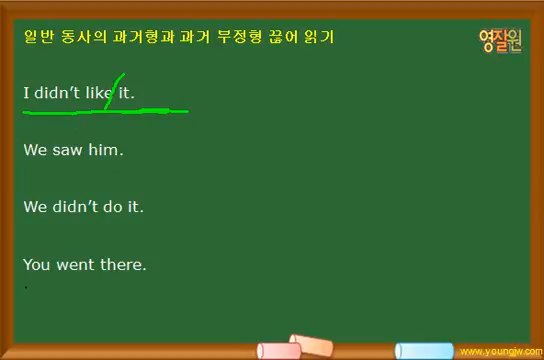 일반 동사의 과거형과 과거 부정형 끊어 읽기
영잘원
I didn't like it.
We saw him.
We didn't do it.
You went there.
www.youngjw.com